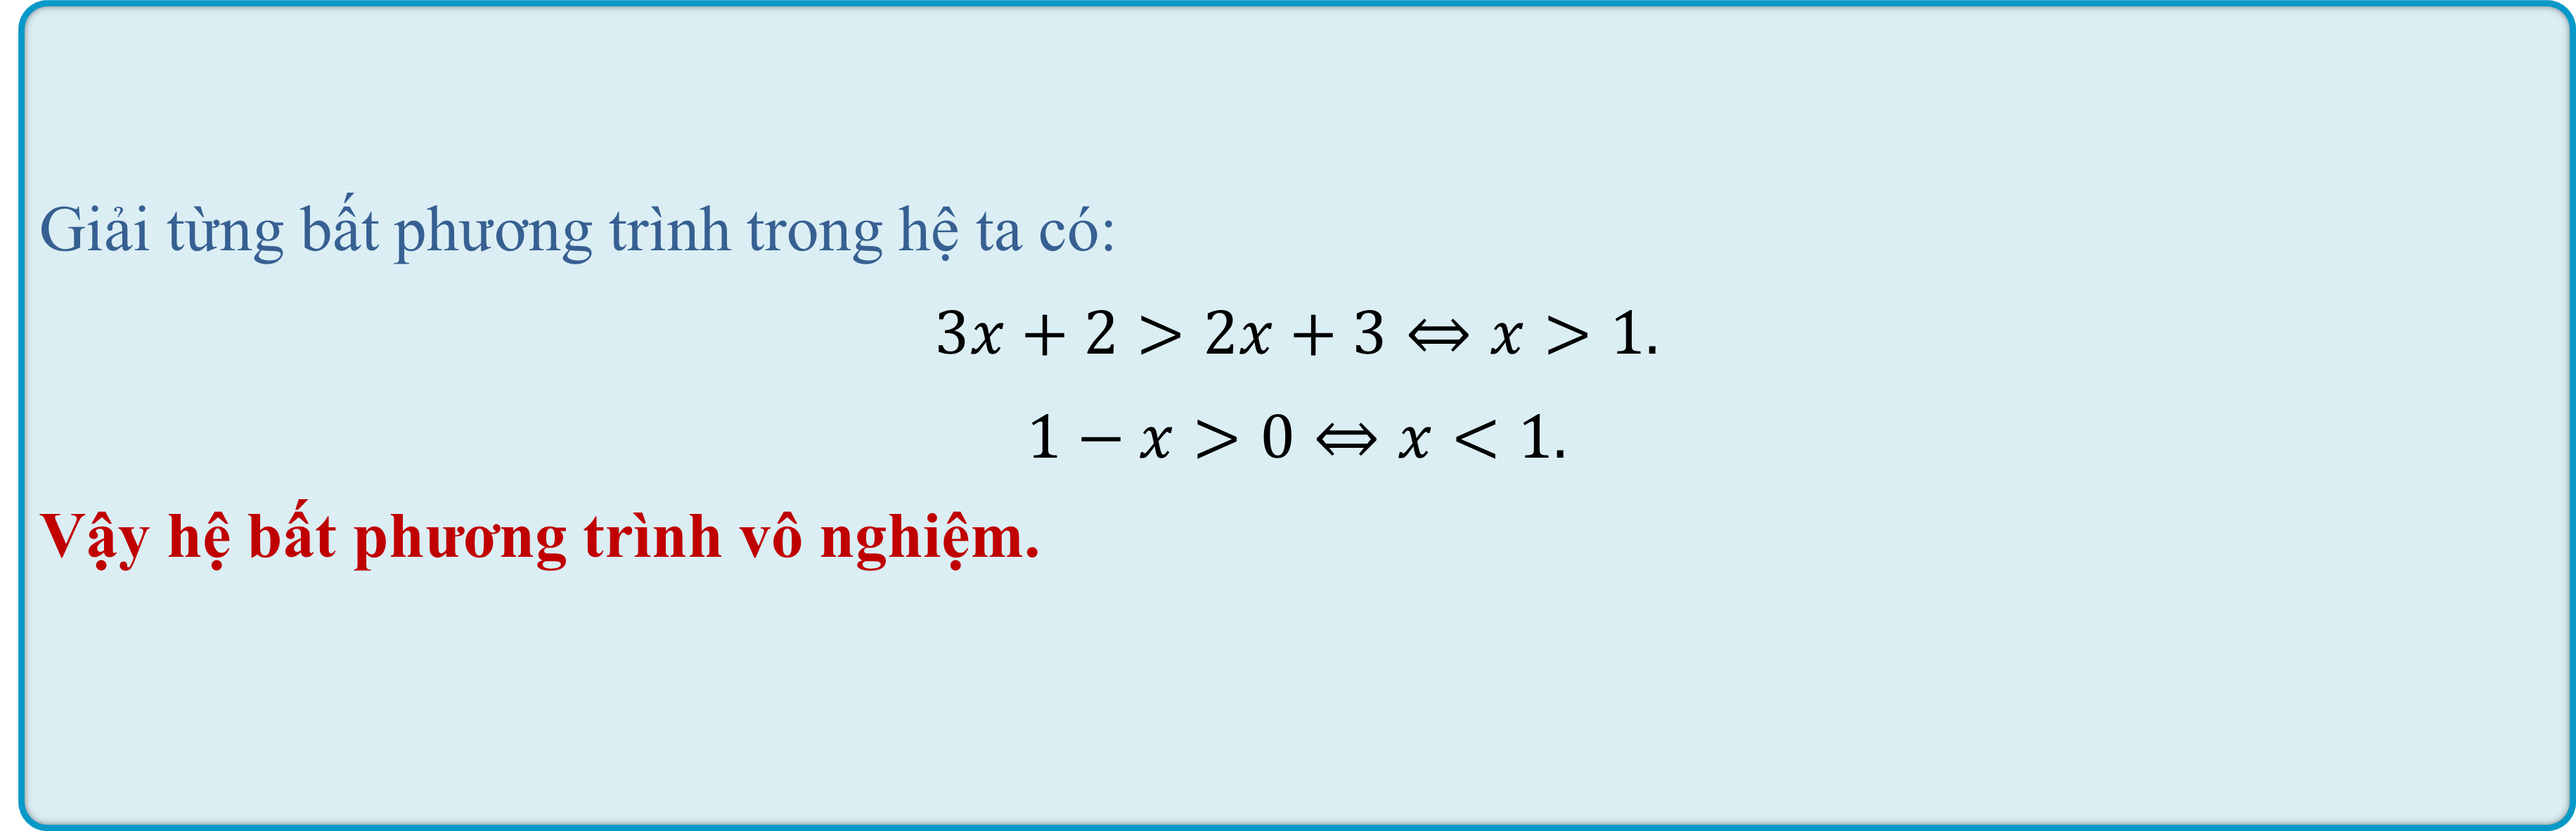 Giải từng bất phương trình trong hệ ta có:
3x + 2 > 2x + 3 ⇔ x > 1.
1 − x > 0 ⇔ x < 1.
Vậy hệ bất phương trình vô nghiệm.